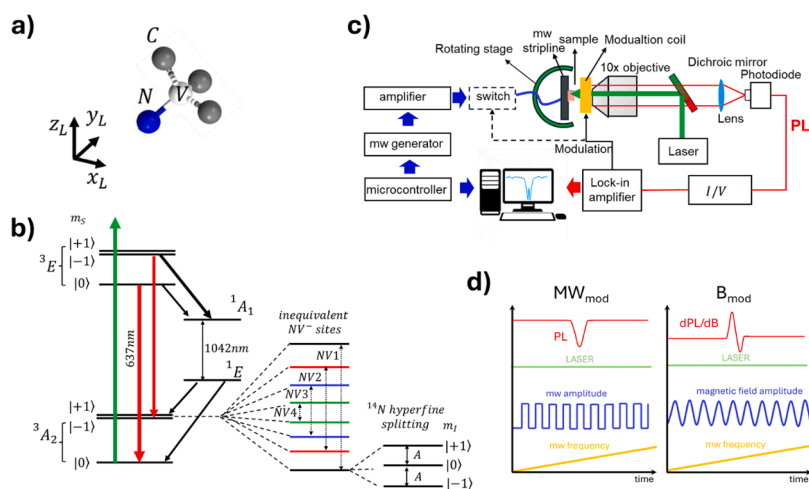 a)
C
N
V
z_L
y_L
x_L
b)
m_S
|+1⟩
|−1⟩
³E
|0⟩
¹A₁
637nm
1042nm
¹E
|+1⟩
|−1⟩
³A₂
|0⟩
inequivalent
NV⁻ sites
NV1
NV2
NV3
NV4
¹⁴N hyperfine
splitting
m_I
|+1⟩
A
|0⟩
A
|−1⟩
c)
Rotating stage
mw
stripline
sample
Modualtion coil
10x objective
Dichroic mirror
Photodiode
amplifier
switch
Lens
PL
mw generator
Modulation
Laser
microcontroller
Lock-in
amplifier
I/V
d)
MW_mod
PL
LASER
mw amplitude
mw frequency
time
B_mod
dPL/dB
LASER
magnetic field amplitude
mw frequency
time